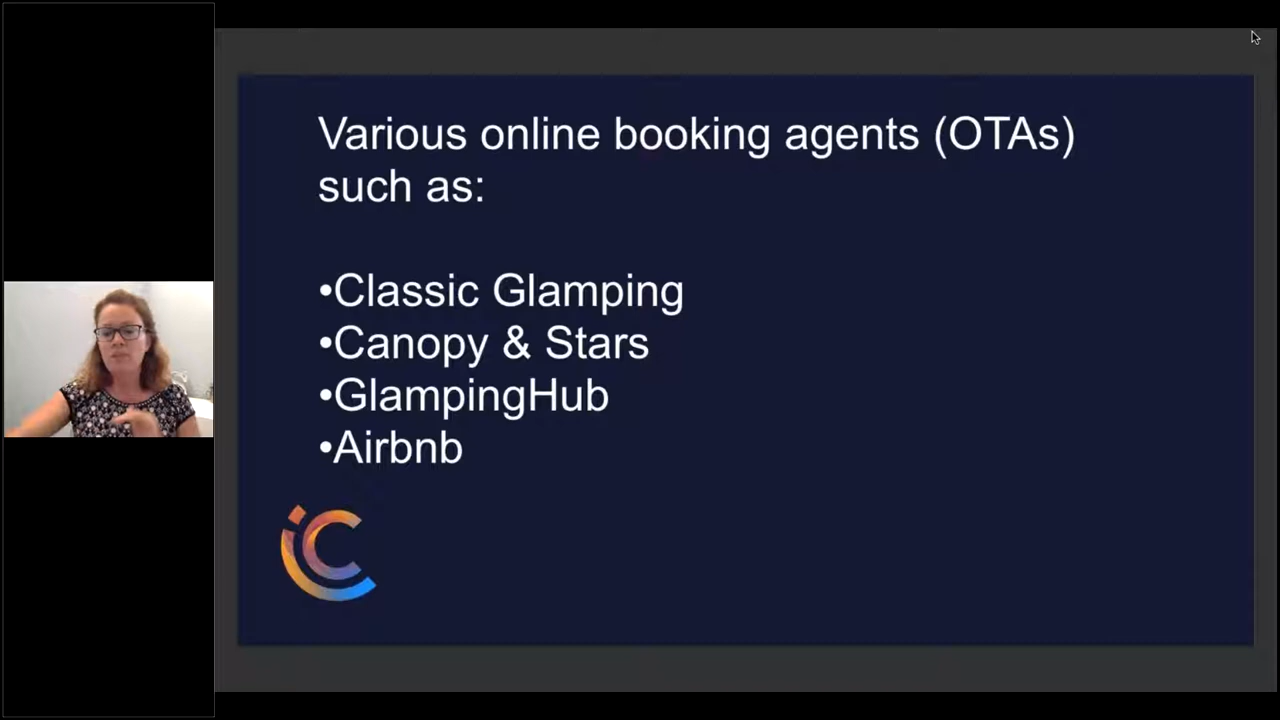 Various online booking agents (OTAs)
such as:
•Classic Glamping
•Canopy & Stars
•GlampingHub
•Airbnb